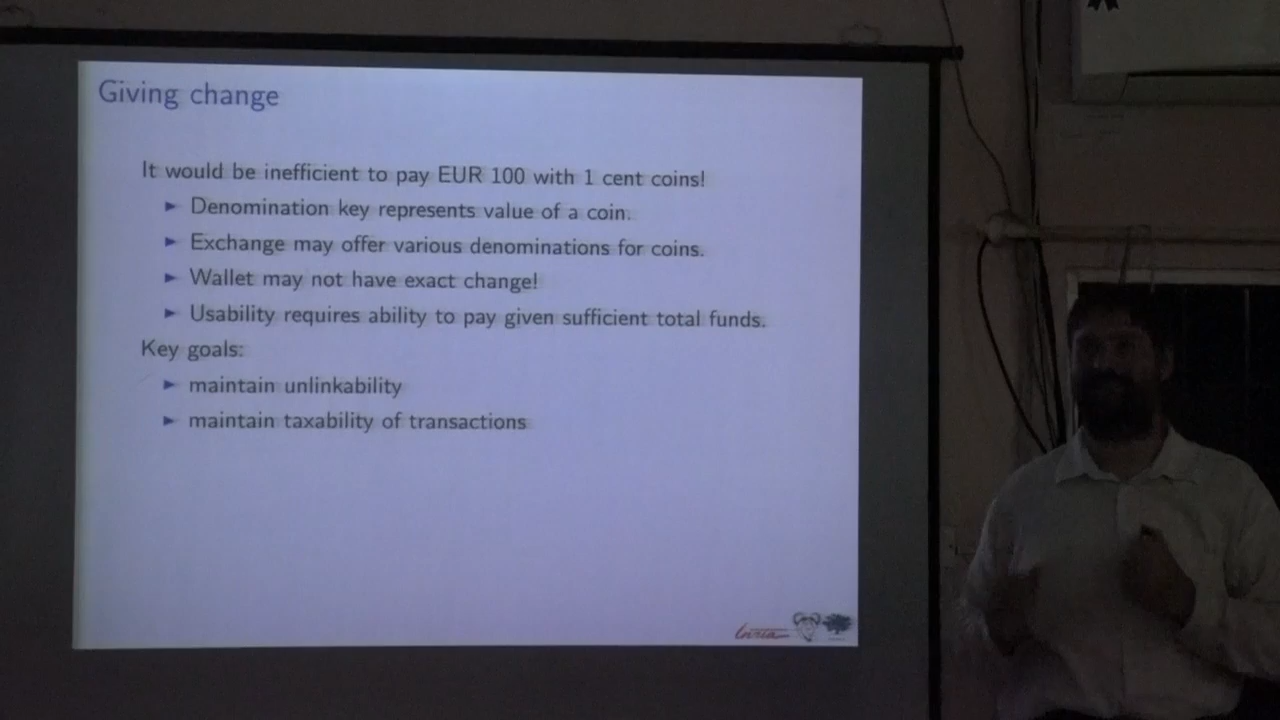 Giving change
It would be inefficient to pay EUR 100 with 1 cent coins!
► Denomination key represents value of a coin.
► Exchange may offer various denominations for coins.
► Wallet may not have exact change!
► Usability requires ability to pay given sufficient total funds.
Key goals:
► maintain unlinkability
► maintain taxability of transactions
Inria